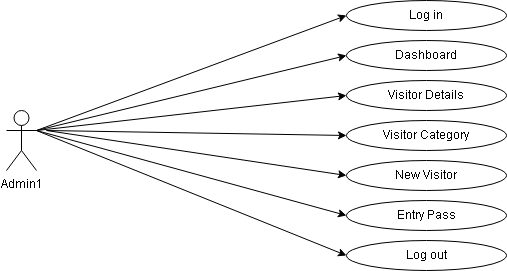 Log in
Dashboard
Visitor Details
Visitor Category
Admin1
New Visitor
Entry Pass
Log out